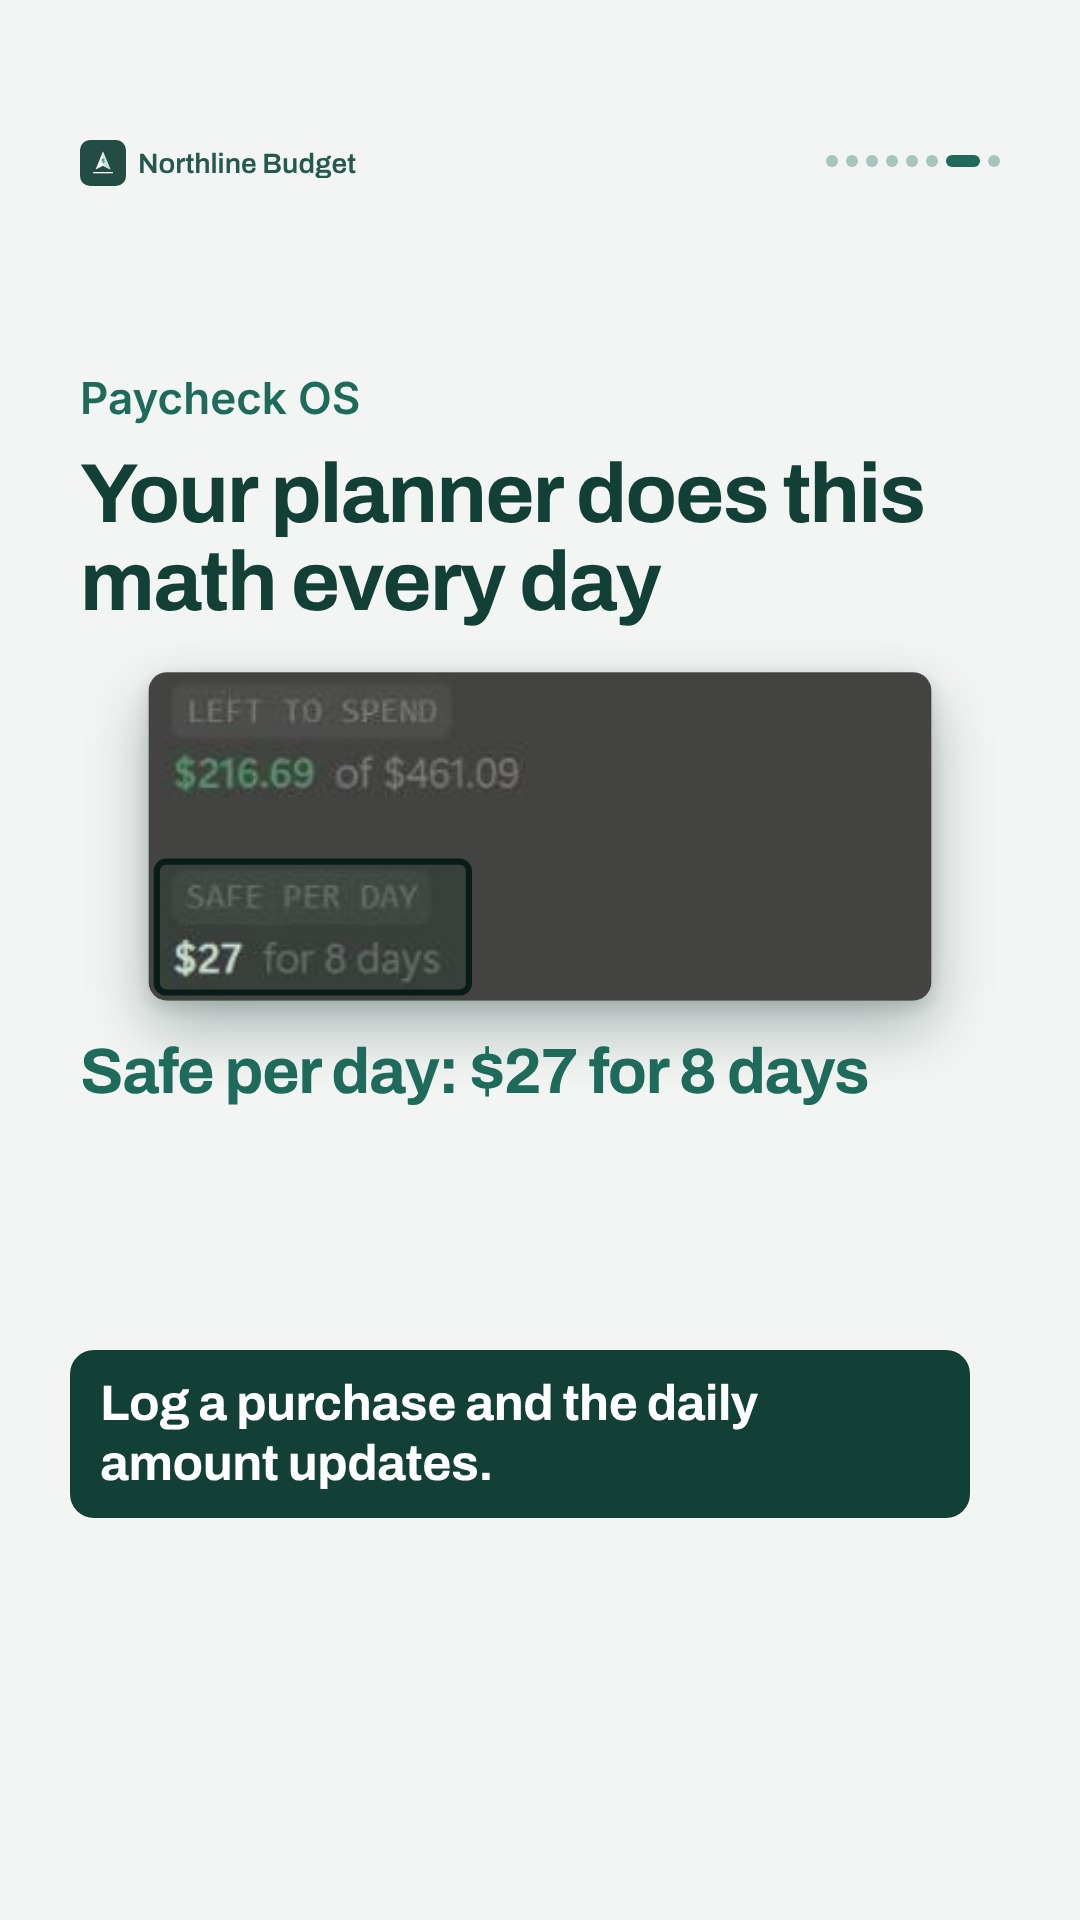 Northline Budget
Paycheck OS
Your planner does this
math every day
LEFT TO SPEND
$216.69 of $461.09
SAFE PER DAY
$27 for 8 days
Safe per day: $27 for 8 days
Log a purchase and the daily
amount updates.